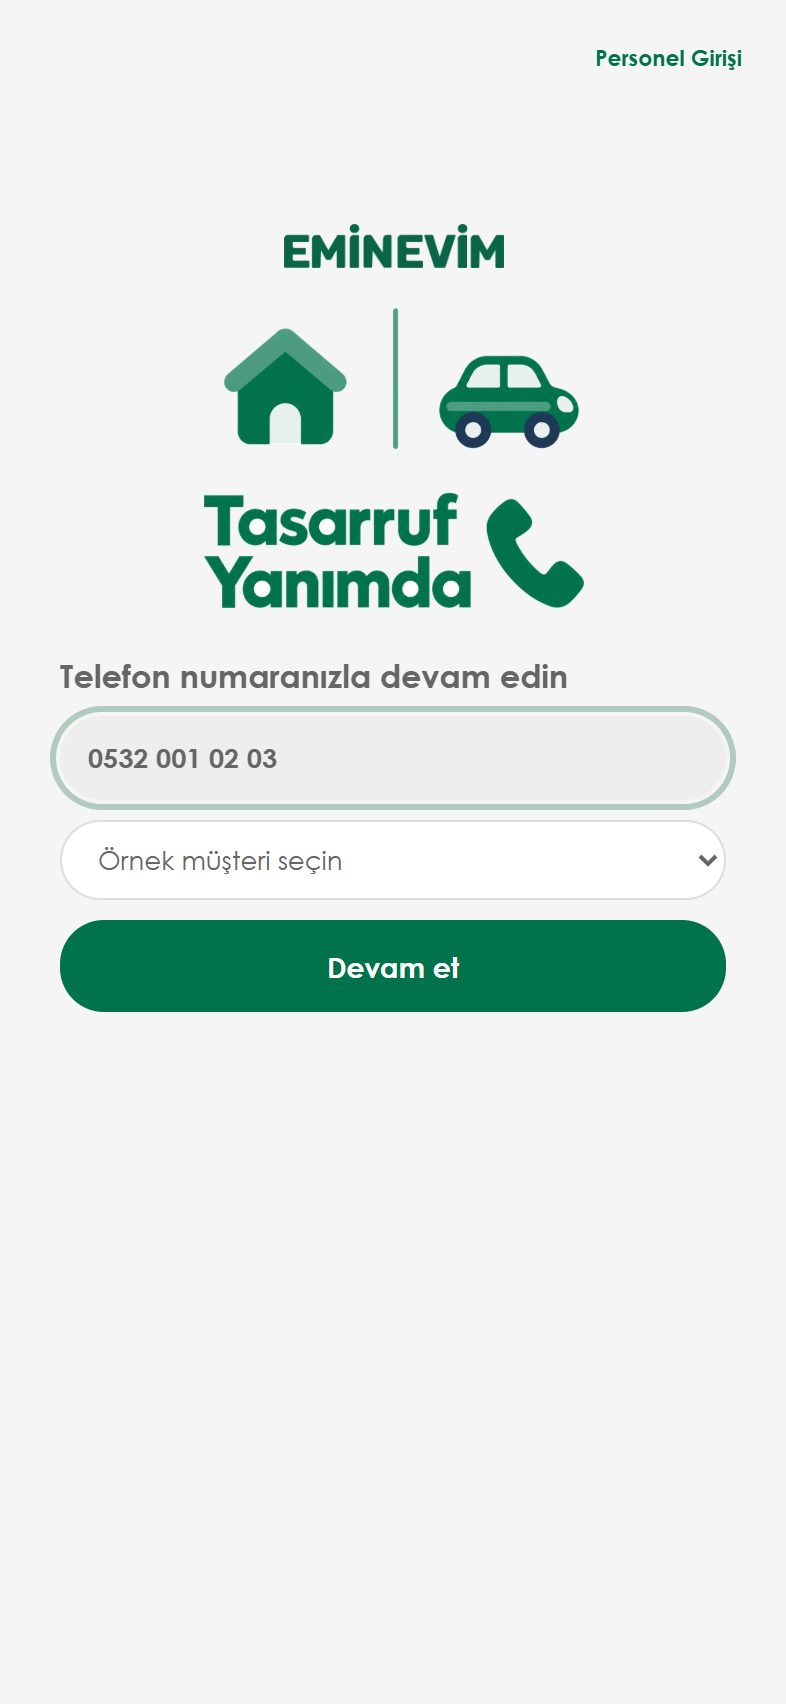 Personel Girişi
EMİNEVİM
Tasarruf
Yanımda
Telefon numaranızla devam edin
0532 001 02 03
Örnek müşteri seçin
Devam et